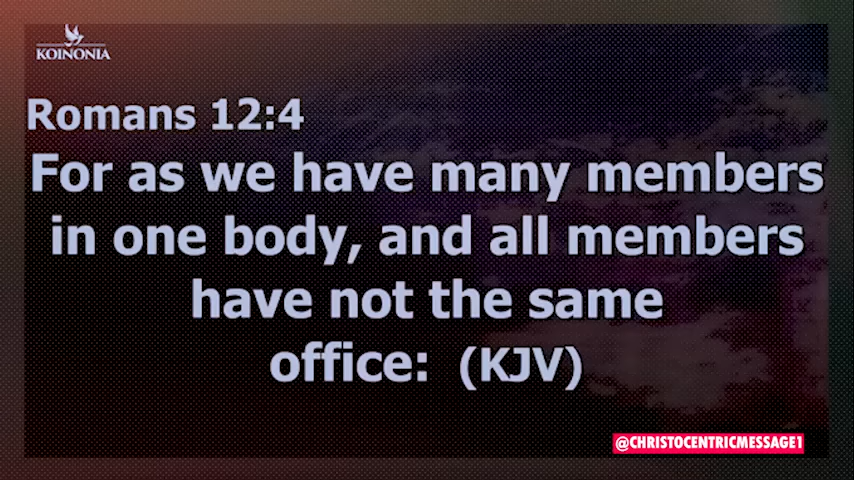 KOINONIA
Romans 12:4
For as we have many members
in one body, and all members
have not the same
office: (KJV)
@CHRISTOCENTRICMESSAGE1